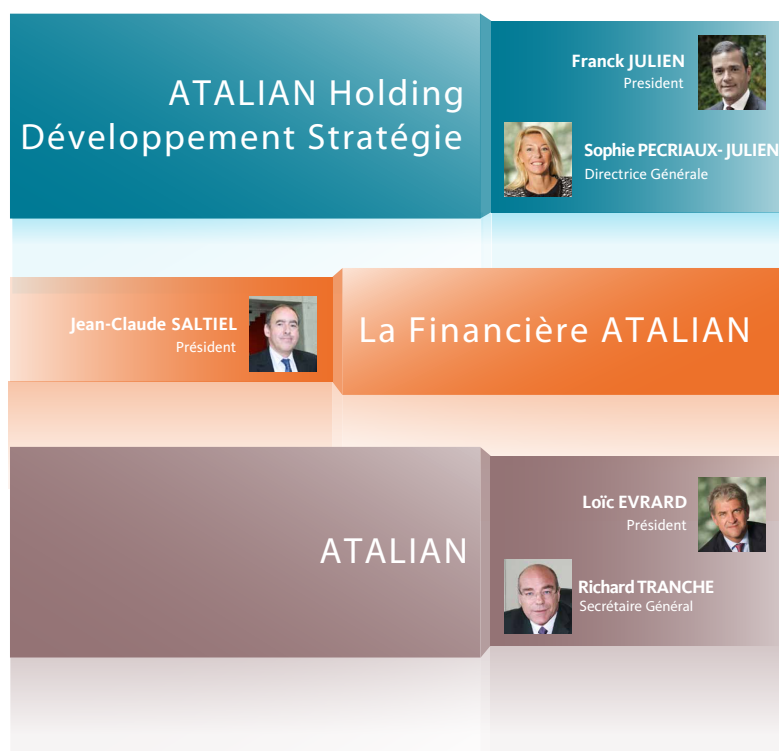 ATALIAN Holding
Développement Stratégie
Franck JULIEN
President
Sophie PECRIAUX- JULIEN
Directrice Générale
Jean-Claude SALTIEL
Président
La Financière ATALIAN
ATALIAN
Loïc EVRARD
Président
Richard TRANCHE
Secrétaire Général